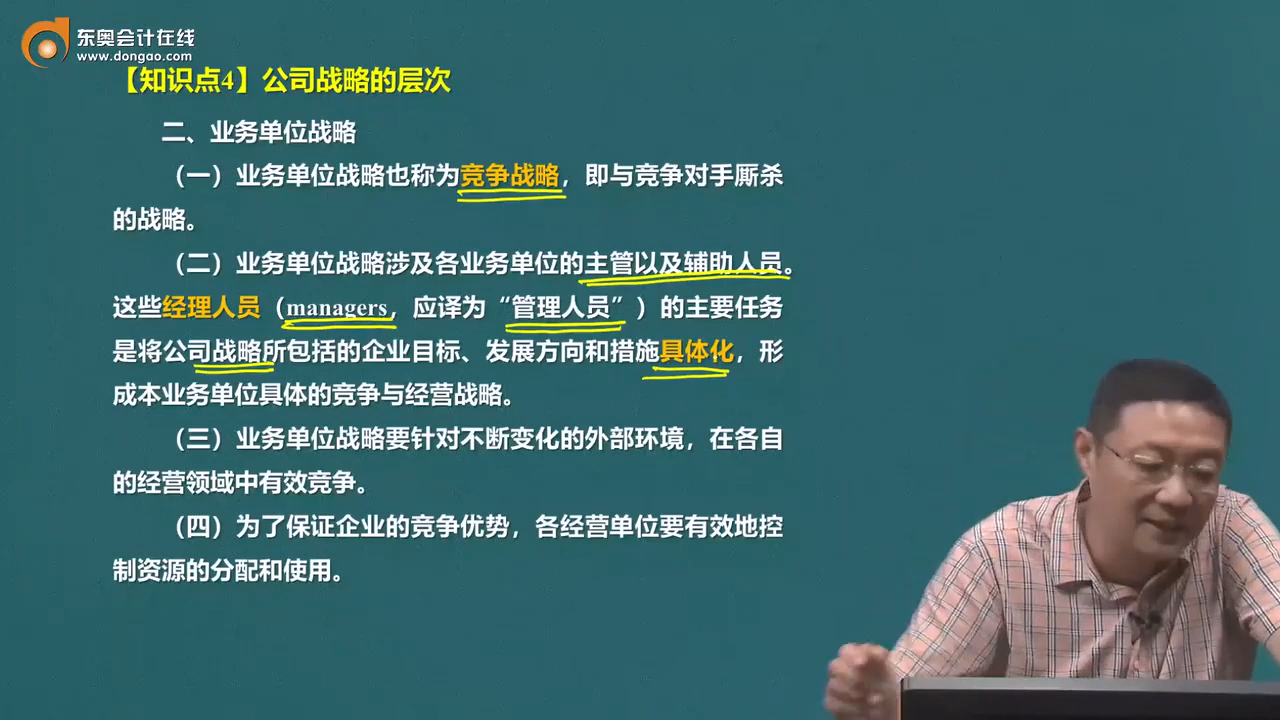 东奥会计在线
www.dongao.com
【知识点4】公司战略的层次
二、业务单位战略
（一）业务单位战略也称为竞争战略，即与竞争对手厮杀
的战略。
（二）业务单位战略涉及各业务单位的主管以及辅助人员。
这些经理人员（managers，应译为“管理人员”）的主要任务
是将公司战略所包括的企业目标、发展方向和措施具体化，形
成本业务单位具体的竞争与经营战略。
（三）业务单位战略要针对不断变化的外部环境，在各自
的经营领域中有效竞争。
（四）为了保证企业的竞争优势，各经营单位要有效地控
制资源的分配和使用。